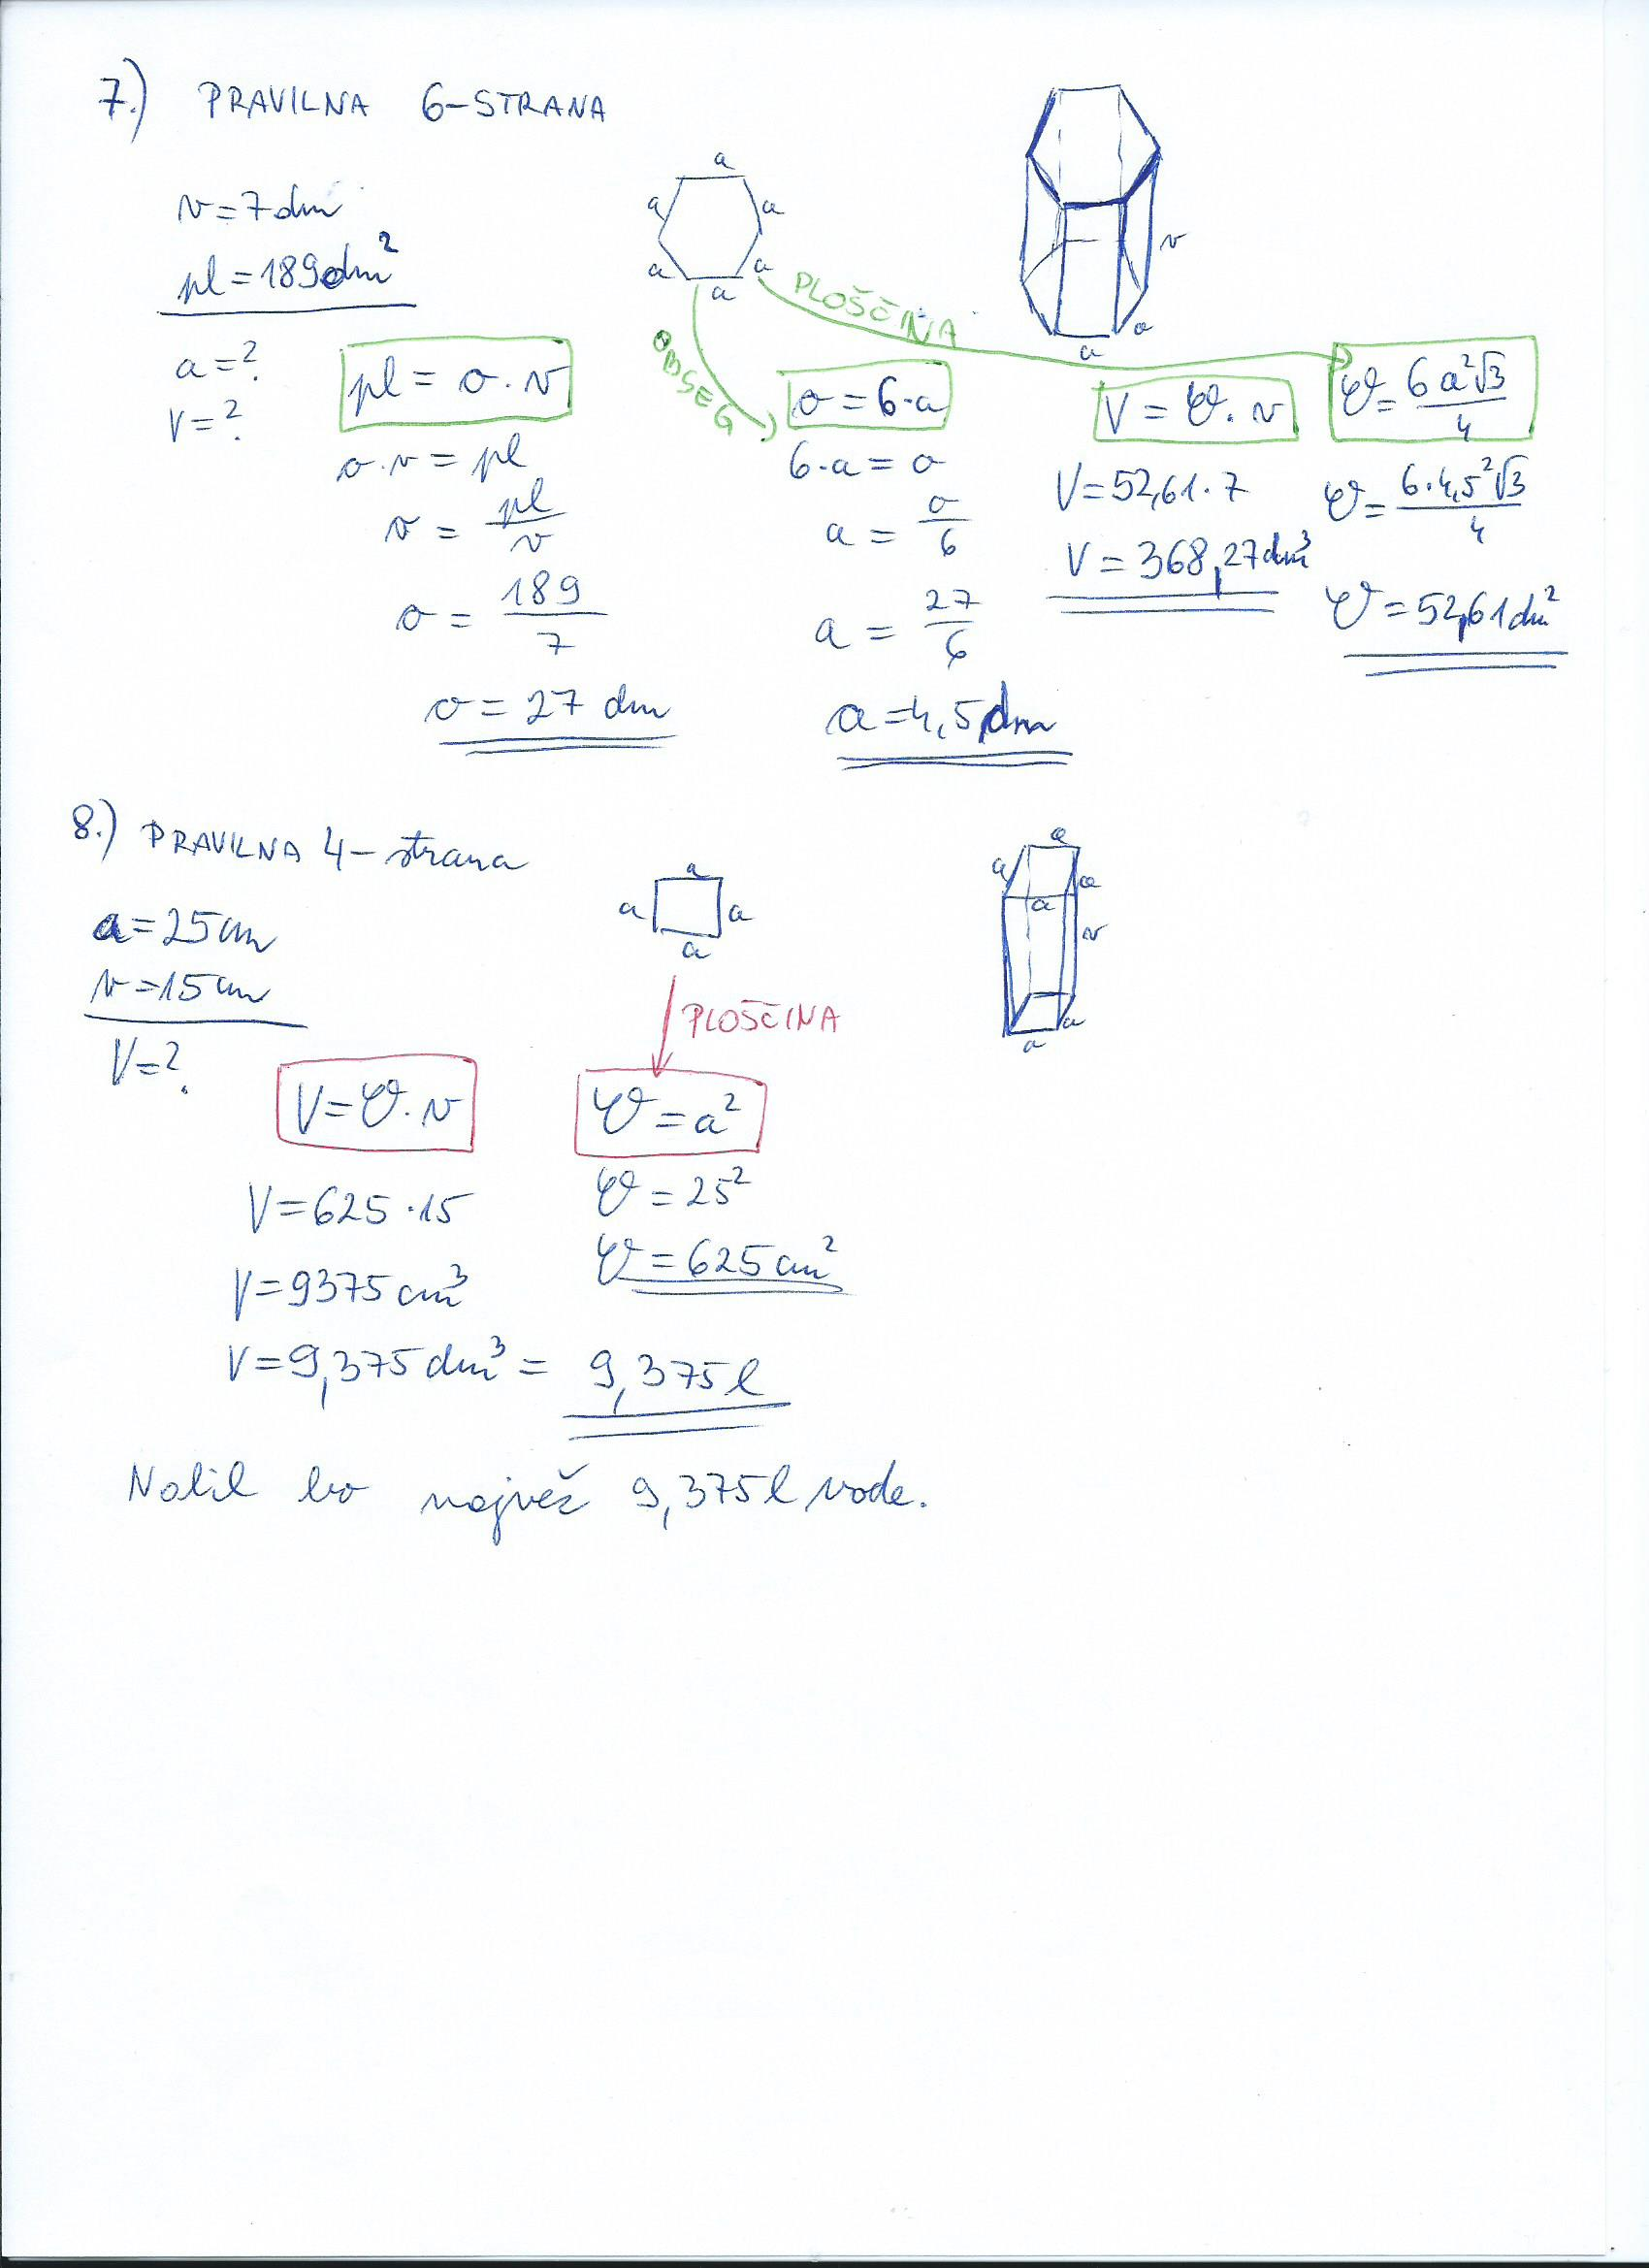 7.) PRAVILNA 6-STRANA
v=7dm
pl=189dm²
a=?
V=?
a
a
a
a
a
a
OBSEG
PLOŠČINA
v
a
a
pl = o·v
o·v = pl
v = pl/v
o = 189/7
o = 27 dm
o = 6·a
6·a = o
a = o/6
a = 27/6
a=4,5dm
V = O·v
V=52,61·7
V = 368,27dm³
O = 6a²√3/4
O = 6·4,5²√3/4
O = 52,61dm²
8.) PRAVILNA 4-strana
a=25cm
v=15cm
V=?
a
a
a
a
PLOŠČINA
a
a
a
a
v
a
a
V=O·v
V=625·15
V=9375cm³
V=9,375dm³ = 9,375l
O=a²
O=25²
O=625cm²
Nalil bo največ 9,375l vode.